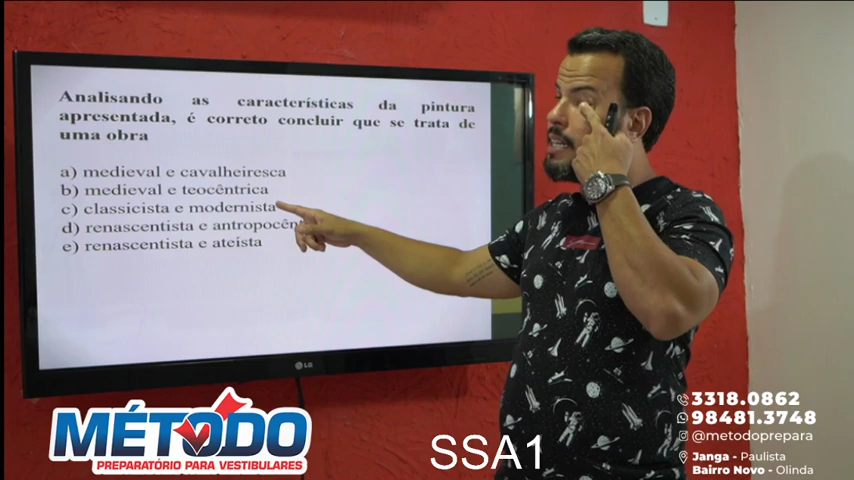 Analisando as características da pintura
apresentada, é correto concluir que se trata de
uma obra
a) medieval e cavalheiresca
b) medieval e teocêntrica
c) classicista e modernista
d) renascentista e
e) renascentista e ateísta
LG
MÉTODO
PREPARATÓRIO PARA VESTIBULARES
SSA1
3318.0862
98481.3748
@metodoprepara
Janga - Paulista
Bairro Novo - Olinda